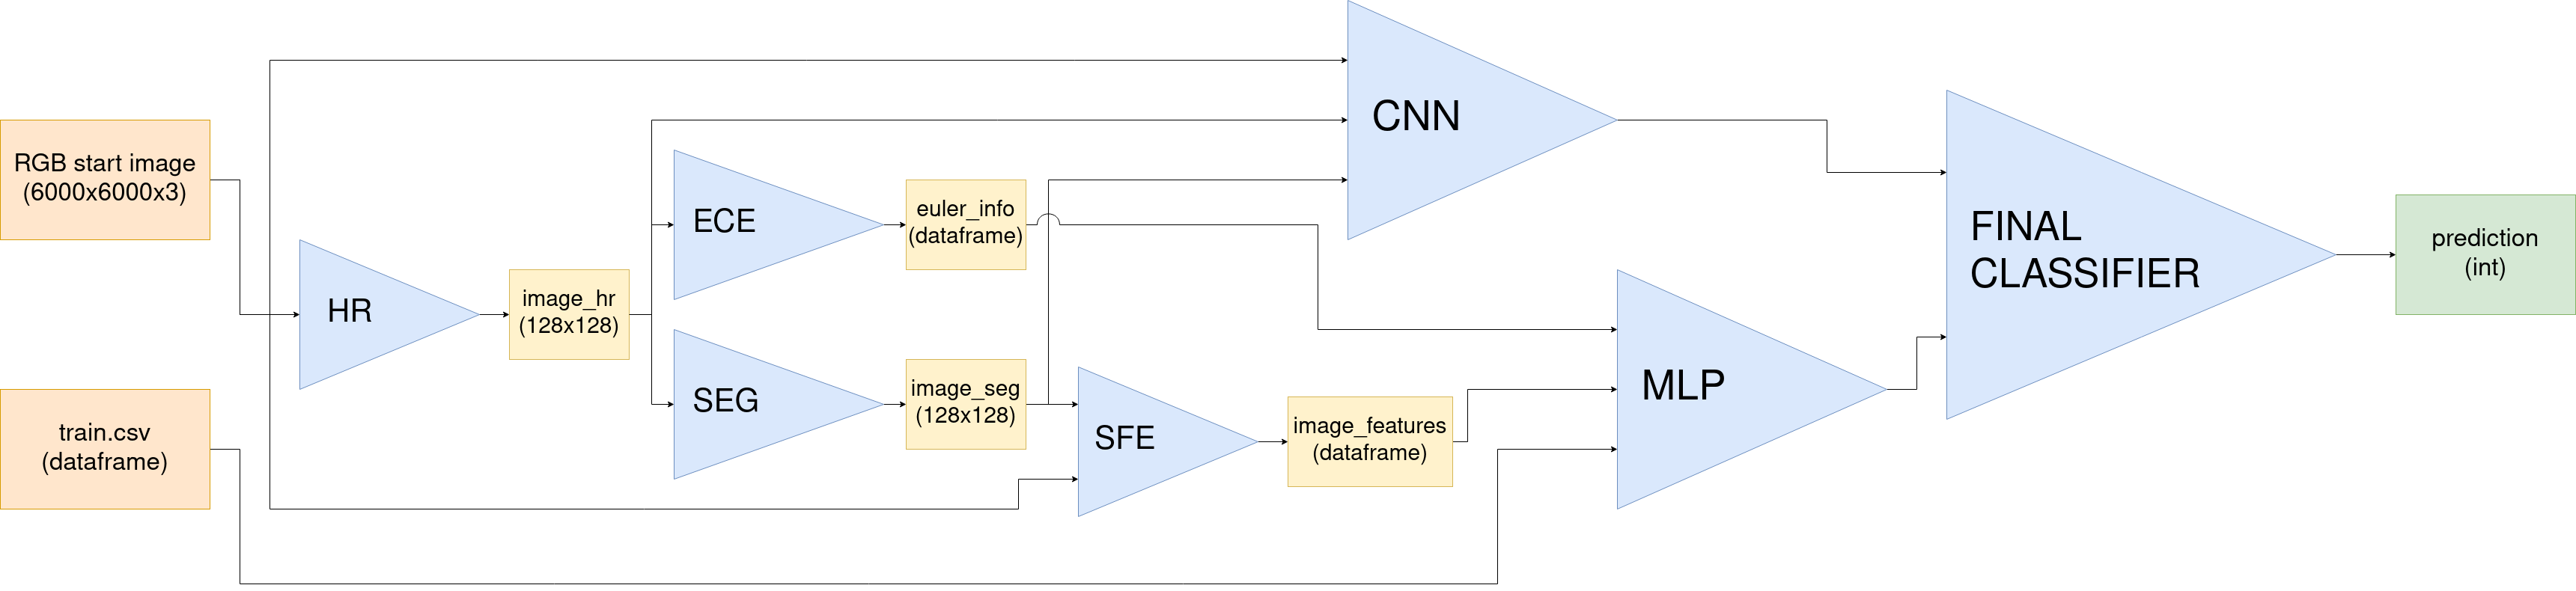 RGB start image
(6000x6000x3)
train.csv
(dataframe)
HR
image_hr
(128x128)
ECE
euler_info
(dataframe)
SEG
image_seg
(128x128)
SFE
image_features
(dataframe)
CNN
MLP
FINAL
CLASSIFIER
prediction
(int)